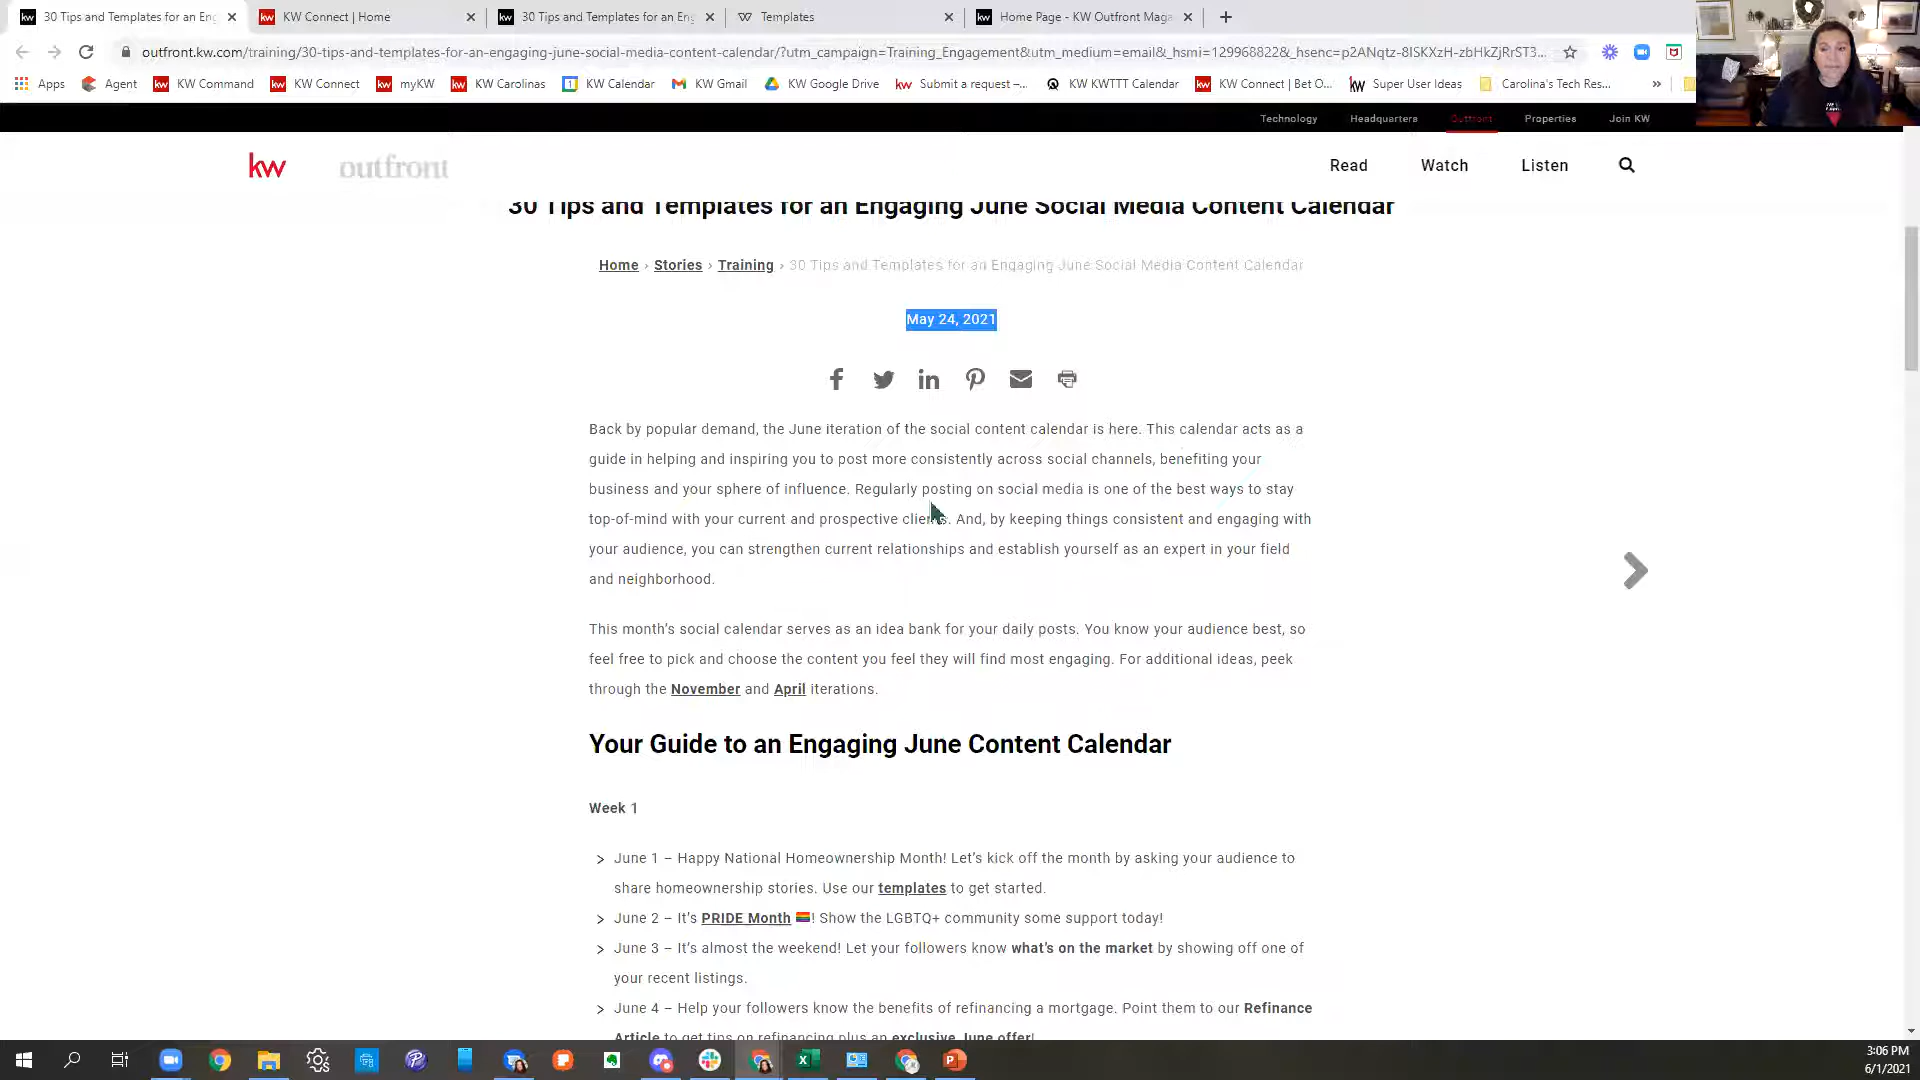 30 Tips and Templates for an Eng
KW Connect | Home
30 Tips and Templates for an Eng
Templates
Home Page - KW Outfront Maga
outfront.kw.com/training/30-tips-and-templates-for-an-engaging-june-social-media-content-calendar/?utm_campaign=Training_Engagement&utm_medium=email&_hsmi=129968822&_hsenc=p2ANqtz-8ISKXzH-zbHkZjRrST3...
Apps
Agent
KW Command
KW Connect
myKW
KW Carolinas
KW Calendar
KW Gmail
KW Google Drive
Submit a request –...
KW KWTTT Calendar
KW Connect | Bet O...
Super User Ideas
Carolina's Tech Res...
»
Technology
Headquarters
Outfront
Properties
Join KW
kw outfront
Read
Watch
Listen
30 Tips and Templates for an Engaging June Social Media Content Calendar
Home › Stories › Training › 30 Tips and Templates for an Engaging June Social Media Content Calendar
May 24, 2021
Back by popular demand, the June iteration of the social content calendar is here. This calendar acts as a
guide in helping and inspiring you to post more consistently across social channels, benefiting your
business and your sphere of influence. Regularly posting on social media is one of the best ways to stay
top-of-mind with your current and prospective clients. And, by keeping things consistent and engaging with
your audience, you can strengthen current relationships and establish yourself as an expert in your field
and neighborhood.
This month's social calendar serves as an idea bank for your daily posts. You know your audience best, so
feel free to pick and choose the content you feel they will find most engaging. For additional ideas, peek
through the November and April iterations.
Your Guide to an Engaging June Content Calendar
Week 1
June 1 – Happy National Homeownership Month! Let's kick off the month by asking your audience to
share homeownership stories. Use our templates to get started.
June 2 – It's PRIDE Month 🏳️‍🌈! Show the LGBTQ+ community some support today!
June 3 – It's almost the weekend! Let your followers know what's on the market by showing off one of
your recent listings.
June 4 – Help your followers know the benefits of refinancing a mortgage. Point them to our Refinance
Article to get tips on refinancing plus an exclusive June offer!
3:06 PM
6/1/2021